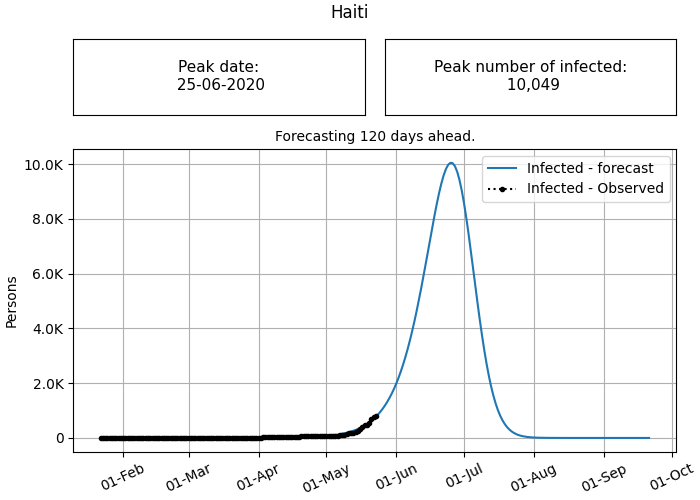 Haiti
Peak date:
25-06-2020
Peak number of infected:
10,049
Forecasting 120 days ahead.
10.0K
8.0K
6.0K
4.0K
2.0K
0
Persons
Infected - forecast
Infected - Observed
01-Feb
01-Mar
01-Apr
01-May
01-Jun
01-Jul
01-Aug
01-Sep
01-Oct